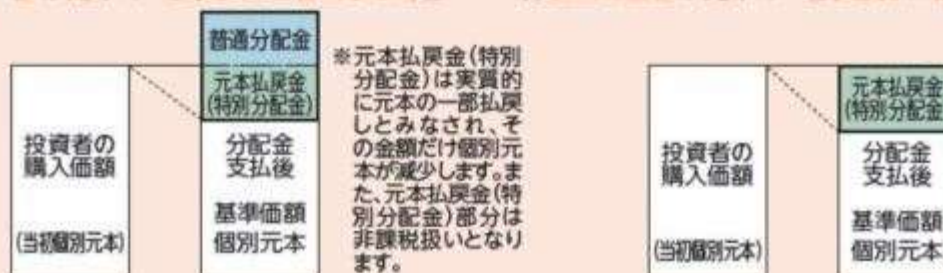 普通分配金
元本払戻金
(特別分配金)
投資者の
購入価額
(当初個別元本)
分配金
支払後
基準価額
個別元本
※元本払戻金(特別
分配金)は実質的
に元本の一部払戻
しとみなされ、そ
の金額だけ個別元
本が減少します。ま
た、元本払戻金(特
別分配金)部分は
非課税扱いとなり
ます。
元本払戻金
(特別分配金)
投資者の
購入価額
(当初個別元本)
分配金
支払後
基準価額
個別元本